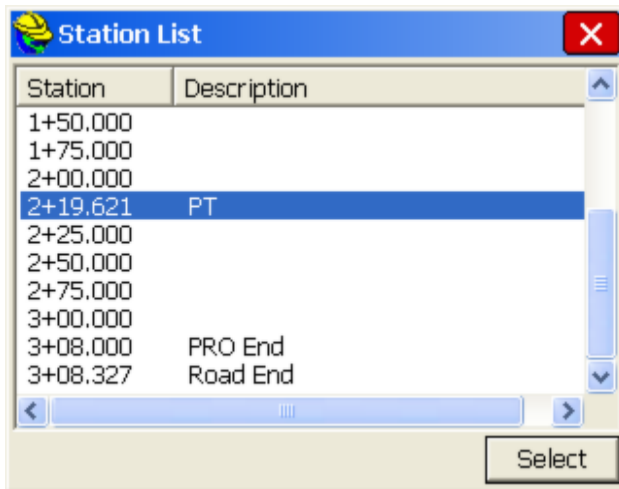 Station List
Station Description
1+50.000
1+75.000
2+00.000
2+19.621 PT
2+25.000
2+50.000
2+75.000
3+00.000
3+08.000 PRO End
3+08.327 Road End
Select